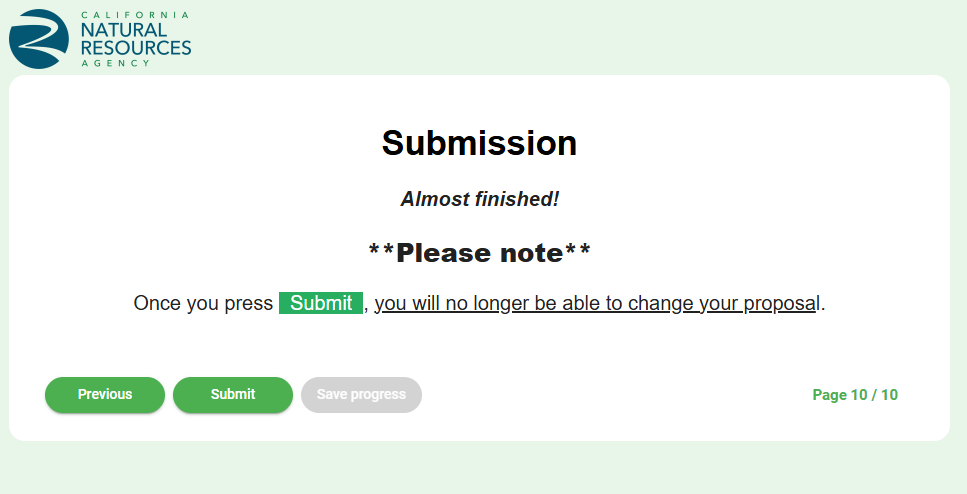 CALIFORNIA
NATURAL
RESOURCES
AGENCY
Submission
Almost finished!
**Please note**
Once you press Submit, you will no longer be able to change your proposal.
Previous Submit Save progress Page 10 / 10